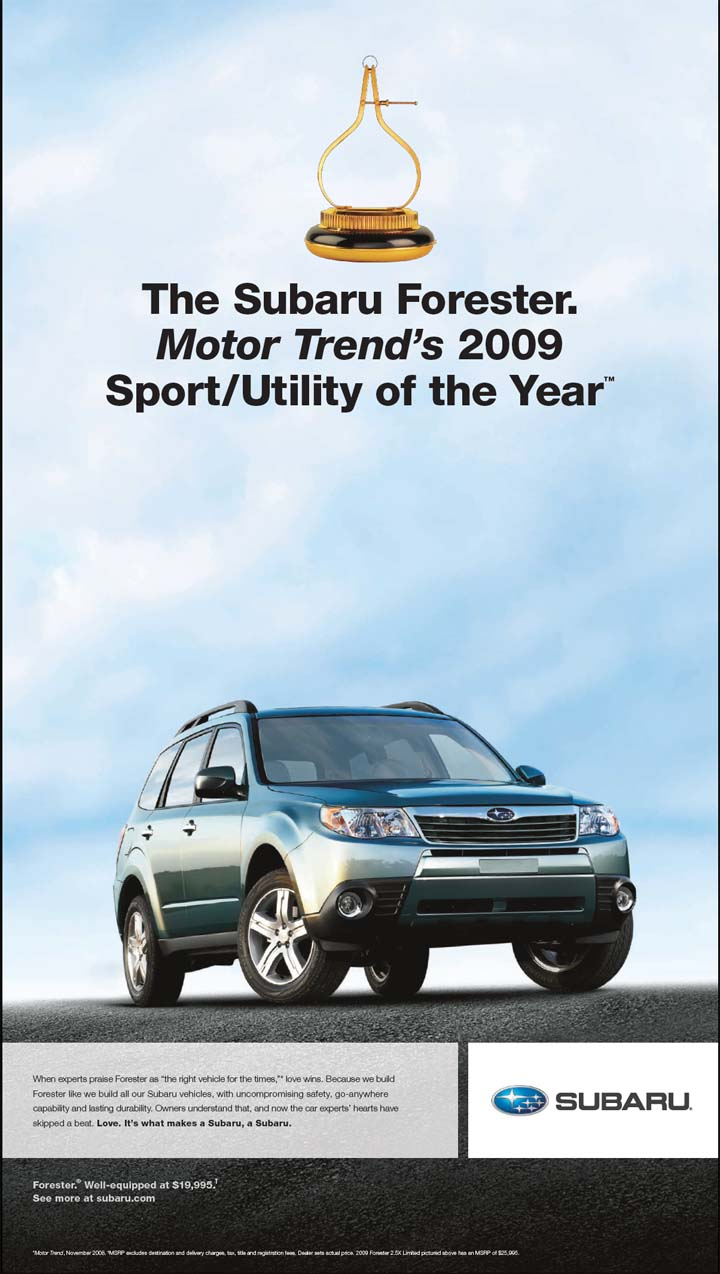 The Subaru Forester.
Motor Trend's 2009
Sport/Utility of the Year™
When experts praise Forester as "the right vehicle for the times,"* love wins. Because we build
Forester like we build all our Subaru vehicles, with uncompromising safety, go-anywhere
capability and lasting durability. Owners understand that, and now the car experts' hearts have
skipped a beat. Love. It's what makes a Subaru, a Subaru.
SUBARU.
Forester.® Well-equipped at $19,995.†
See more at subaru.com
*Motor Trend, November 2008. †MSRP excludes destination and delivery charges, tax, title and registration fees. Dealer sets actual price. 2009 Forester 2.5X Limited pictured above has an MSRP of $25,995.